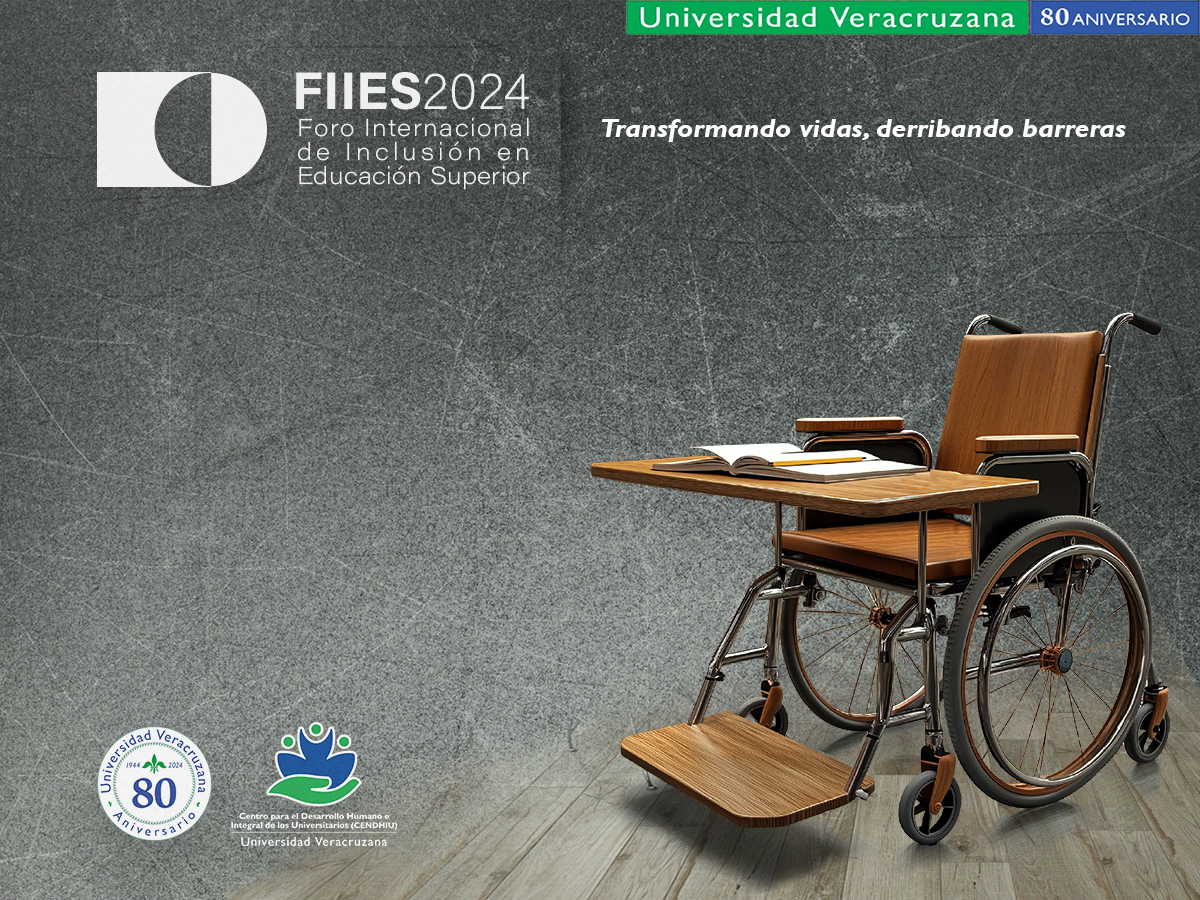 Universidad Veracruzana
80 ANIVERSARIO
FIIES2024
Foro Internacional
de Inclusión en
Educación Superior
Transformando vidas, derribando barreras
Universidad Veracruzana
1944 2024
80
Aniversario
Centro para el Desarrollo Humano e
Integral de los Universitarios (CENDHIU)
Universidad Veracruzana